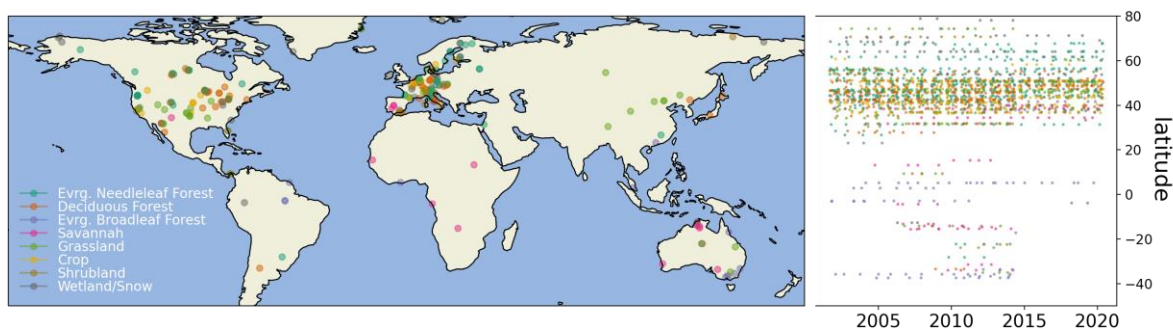 Evrg. Needleleaf Forest
Deciduous Forest
Evrg. Broadleaf Forest
Savannah
Grassland
Crop
Shrubland
Wetland/Snow
80
60
40
20
0
−20
−40
latitude
2005 2010 2015 2020